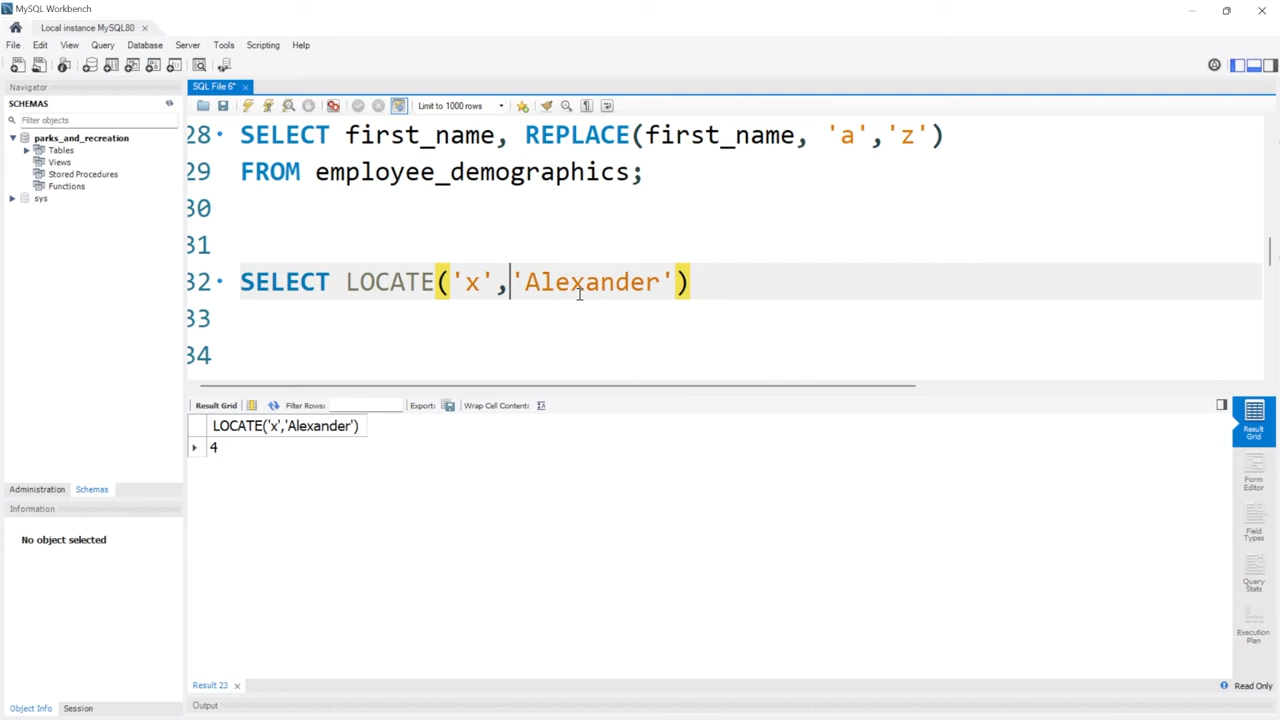 MySQL Workbench
Local instance MySQL80
File Edit View Query Database Server Tools Scripting Help
Navigator
SCHEMAS
Filter objects
parks_and_recreation
Tables
Views
Stored Procedures
Functions
sys
Administration Schemas
Information
No object selected
Object Info Session
SQL File 6*
Limit to 1000 rows
28 SELECT first_name, REPLACE(first_name, 'a','z')
29 FROM employee_demographics;
30
31
32 SELECT LOCATE('x','Alexander')
33
34
Result Grid Filter Rows: Export: Wrap Cell Content:
LOCATE('x','Alexander')
4
Result Grid
Form Editor
Field Types
Query Stats
Execution Plan
Result 23
Read Only
Output